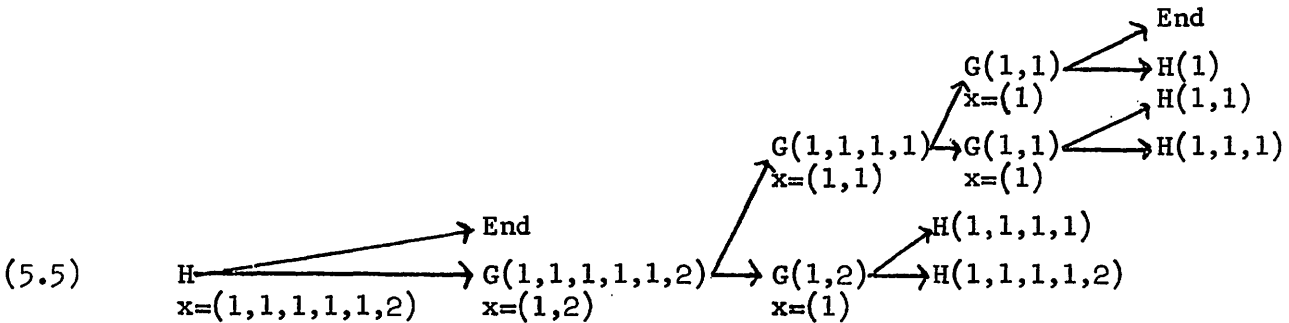 End
G(1,1) H(1)
x=(1) H(1,1)
G(1,1,1,1) G(1,1) H(1,1,1)
x=(1,1) x=(1)
End H(1,1,1,1)
(5.5) H G(1,1,1,1,1,2) G(1,2) H(1,1,1,1,2)
x=(1,1,1,1,1,2) x=(1,2) x=(1)